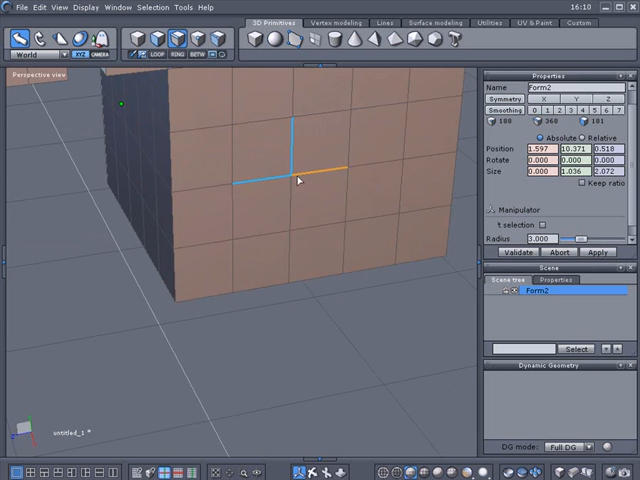 File Edit View Display Window Selection Tools Help
16:10
3D Primitives Vertex modeling Lines Surface modeling Utilities UV & Paint Custom
World XYZ CAMERA
LOOP RING BETW
Perspective view
untitled_1 *
Properties
Name Form2
Symmetry X Y Z
Smoothing 0 1 2 3 4 5 6 7
180 360 181
Absolute Relative
Position 1.597 10.371 0.518
Rotate 0.000 0.000 0.000
Size 0.000 1.036 2.072
Keep ratio
Manipulator
t selection
Radius 3.000
Validate Abort Apply
Scene
Scene tree Properties
Form2
Select
Dynamic Geometry
DG mode: Full DG